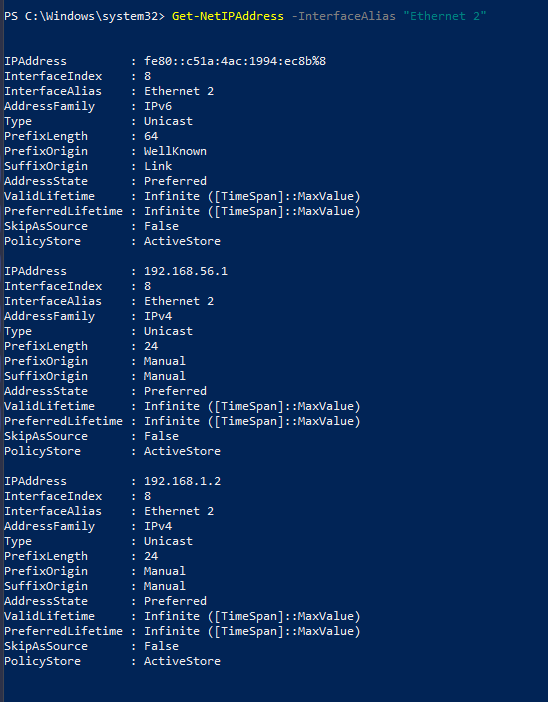 PS C:\Windows\system32> Get-NetIPAddress -InterfaceAlias "Ethernet 2"
IPAddress : fe80::c51a:4ac:1994:ec8b%8
InterfaceIndex : 8
InterfaceAlias : Ethernet 2
AddressFamily : IPv6
Type : Unicast
PrefixLength : 64
PrefixOrigin : WellKnown
SuffixOrigin : Link
AddressState : Preferred
ValidLifetime : Infinite ([TimeSpan]::MaxValue)
PreferredLifetime : Infinite ([TimeSpan]::MaxValue)
SkipAsSource : False
PolicyStore : ActiveStore
IPAddress : 192.168.56.1
InterfaceIndex : 8
InterfaceAlias : Ethernet 2
AddressFamily : IPv4
Type : Unicast
PrefixLength : 24
PrefixOrigin : Manual
SuffixOrigin : Manual
AddressState : Preferred
ValidLifetime : Infinite ([TimeSpan]::MaxValue)
PreferredLifetime : Infinite ([TimeSpan]::MaxValue)
SkipAsSource : False
PolicyStore : ActiveStore
IPAddress : 192.168.1.2
InterfaceIndex : 8
InterfaceAlias : Ethernet 2
AddressFamily : IPv4
Type : Unicast
PrefixLength : 24
PrefixOrigin : Manual
SuffixOrigin : Manual
AddressState : Preferred
ValidLifetime : Infinite ([TimeSpan]::MaxValue)
PreferredLifetime : Infinite ([TimeSpan]::MaxValue)
SkipAsSource : False
PolicyStore : ActiveStore